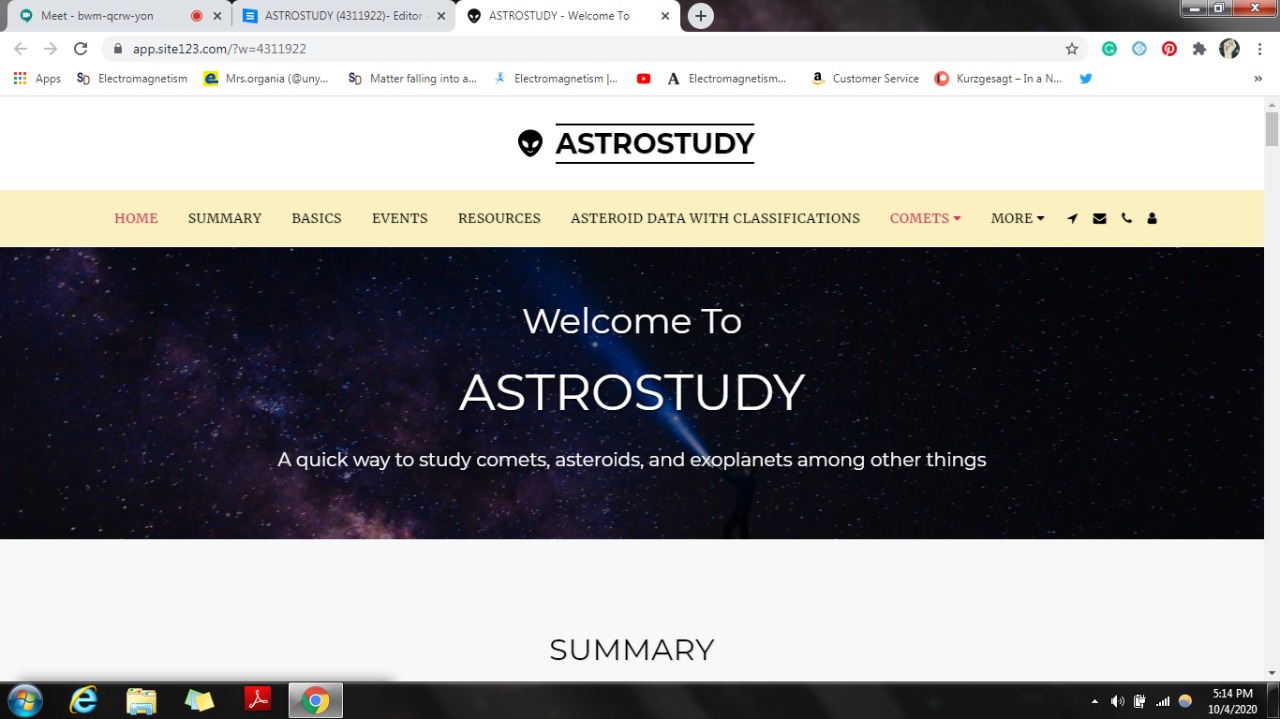 Meet - bwm-qcrw-yon
ASTROSTUDY (4311922)- Editor -
ASTROSTUDY - Welcome To
app.site123.com/?w=4311922
Apps
Electromagnetism
Mrs.organia (@uny...
Matter falling into a...
Electromagnetism |...
Electromagnetism...
Customer Service
Kurzgesagt – In a N...
»
ASTROSTUDY
HOME SUMMARY BASICS EVENTS RESOURCES ASTEROID DATA WITH CLASSIFICATIONS COMETS MORE
Welcome To
ASTROSTUDY
A quick way to study comets, asteroids, and exoplanets among other things
SUMMARY
5:14 PM
10/4/2020